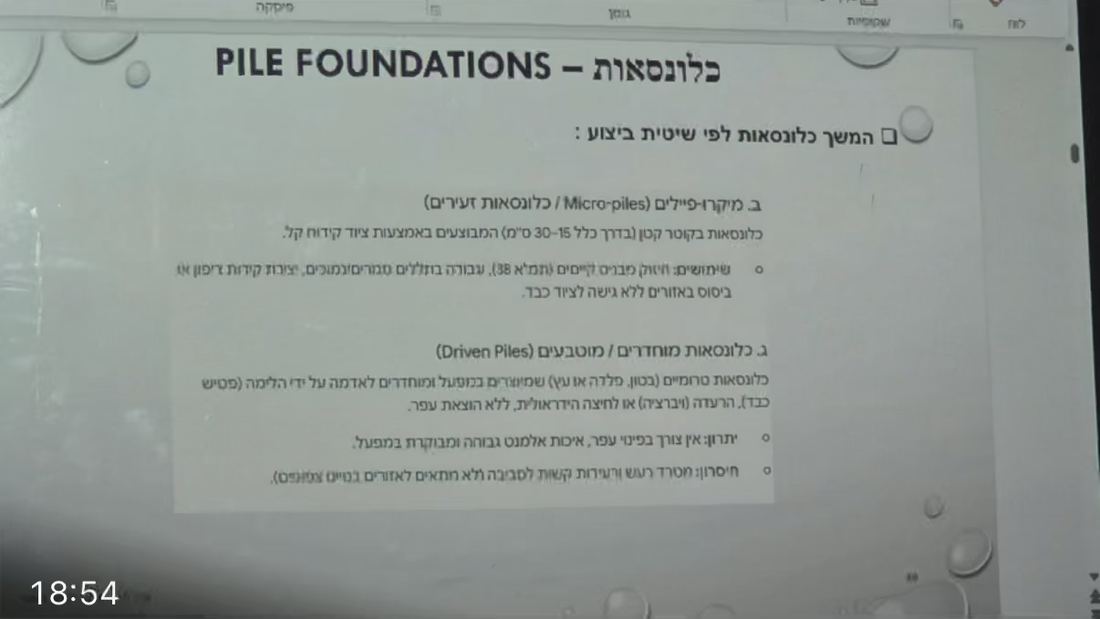 פיסקה
גופן
שקופיות
לוח
כלונסאות – PILE FOUNDATIONS
המשך כלונסאות לפי שיטית ביצוע :
ב. מיקרו-פיילים (Micro-piles / כלונסאות זעירים)
כלונסאות בקוטר קטן (בדרך כלל 15–30 ס"מ) המבוצעים באמצעות ציוד קידוח קל.
שימושים: חיזוק מבנים קיימים (תמ"א 38), עבודה בחללים סגורים/נמוכים, יצירת קידוח דיפון או
ביסוס באזורים ללא גישה לציוד כבד.
ג. כלונסאות מוחדרים / מוטבעים (Driven Piles)
כלונסאות טרומיים (בטון, פלדה או עץ) שמיוצרים במפעל ומוחדרים לאדמה על ידי הלימה (פטיש
כבד), הרעדה (ויברציה) או לחיצה הידראולית, ללא הוצאת עפר.
יתרון: אין צורך בפינוי עפר, איכות אלמנט גבוהה ומבוקרת במפעל.
חיסרון: מטרד רעש ורעידות קשות לסביבה (לא מתאים לאזורים בנויים צפופים).
18:54